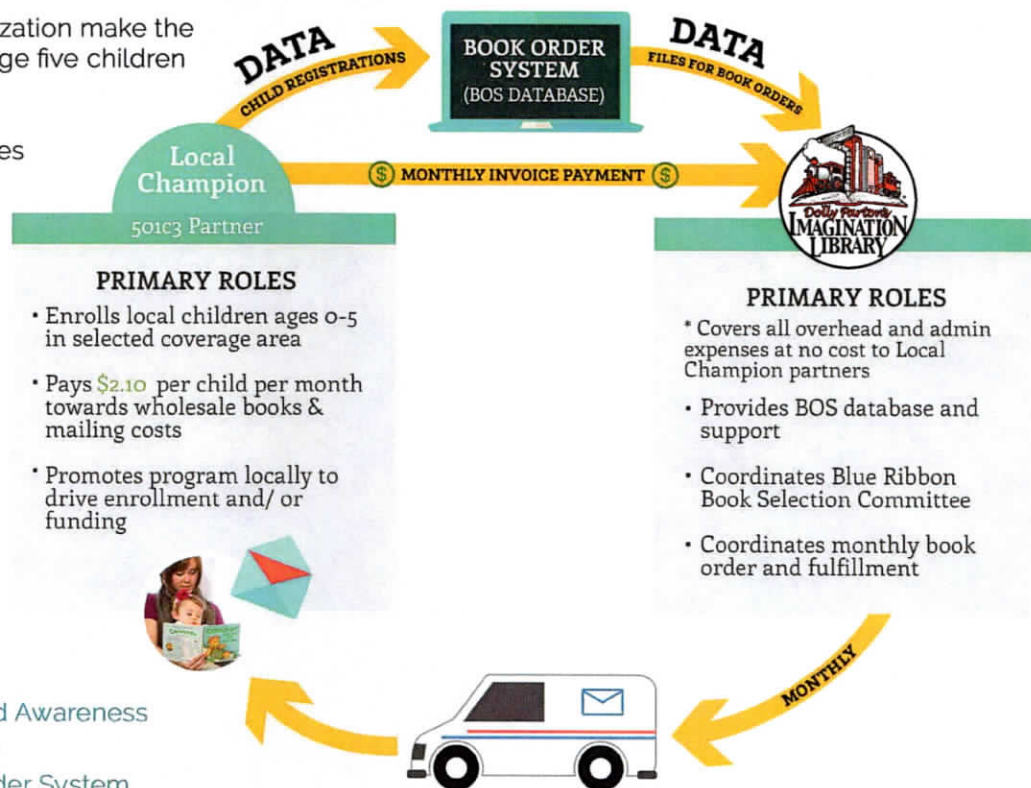 zation make the
ge five children
es
DATA
CHILD REGISTRATIONS
BOOK ORDER
SYSTEM
(BOS DATABASE)
DATA
FILES FOR BOOK ORDERS
Local
Champion
501c3 Partner
$ MONTHLY INVOICE PAYMENT $
Dolly Parton's
IMAGINATION
LIBRARY
PRIMARY ROLES
• Enrolls local children ages 0-5
in selected coverage area
• Pays $2.10 per child per month
towards wholesale books &
mailing costs
• Promotes program locally to
drive enrollment and/ or
funding
PRIMARY ROLES
* Covers all overhead and admin
expenses at no cost to Local
Champion partners
• Provides BOS database and
support
• Coordinates Blue Ribbon
Book Selection Committee
• Coordinates monthly book
order and fulfillment
MONTHLY
d Awareness
der System